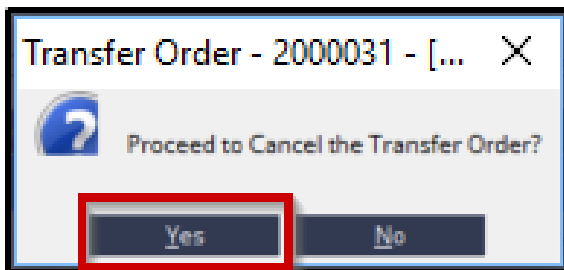 Transfer Order - 2000031 - [...
Proceed to Cancel the Transfer Order?
Yes No